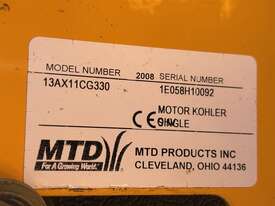 MODEL NUMBER 2008 SERIAL NUMBER
13AX11CG330 1E058H10092
MOTOR KOHLER
CE SINGLE
MTD
For A Growing World.
MTD PRODUCTS INC
CLEVELAND, OHIO 44136